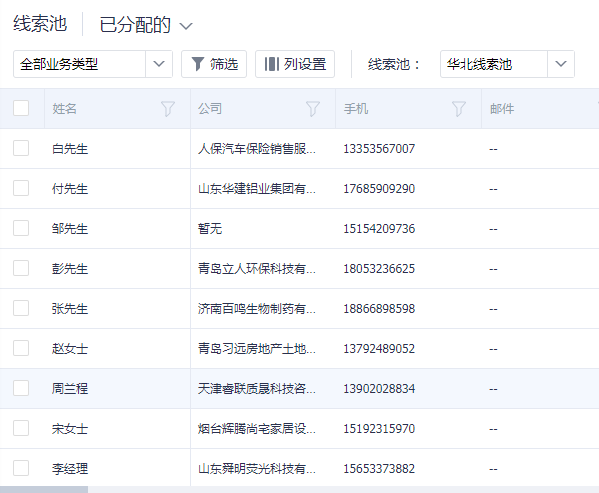 线索池 已分配的
全部业务类型 筛选 列设置 线索池： 华北线索池
姓名 公司 手机 邮件
白先生 人保汽车保险销售服... 13353567007 --
付先生 山东华建铝业集团有... 17685909290 --
邹先生 暂无 15154209736 --
彭先生 青岛立人环保科技有... 18053236625 --
张先生 济南百鸣生物制药有... 18866898598 --
赵女士 青岛习远房地产土地... 13792489052 --
周兰程 天津睿联质晟科技咨... 13902028834 --
宋女士 烟台辉腾尚宅家居设... 15192315970 --
李经理 山东舜明荧光科技有... 15653373882 --